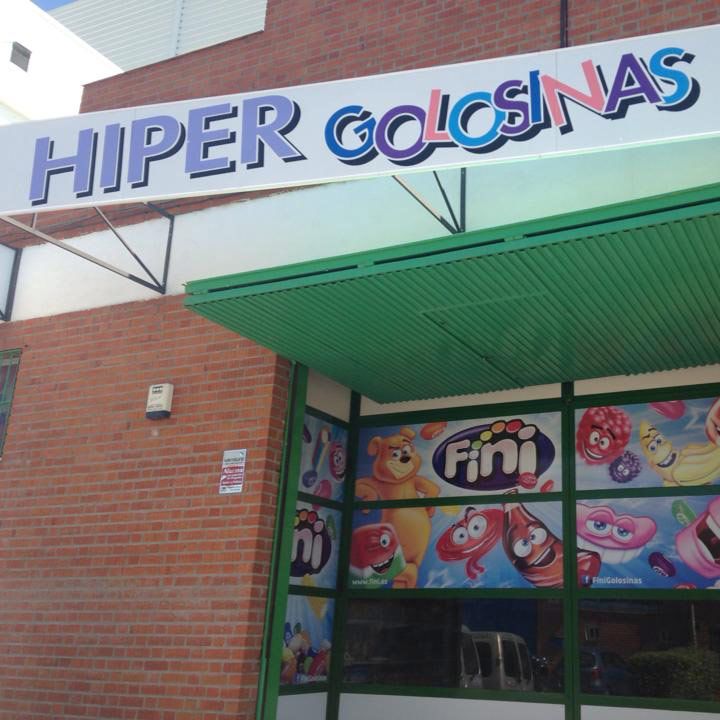 HIPER GOLOSINAS
Fini
Fini
www.fini.es
f FiniGolosinas